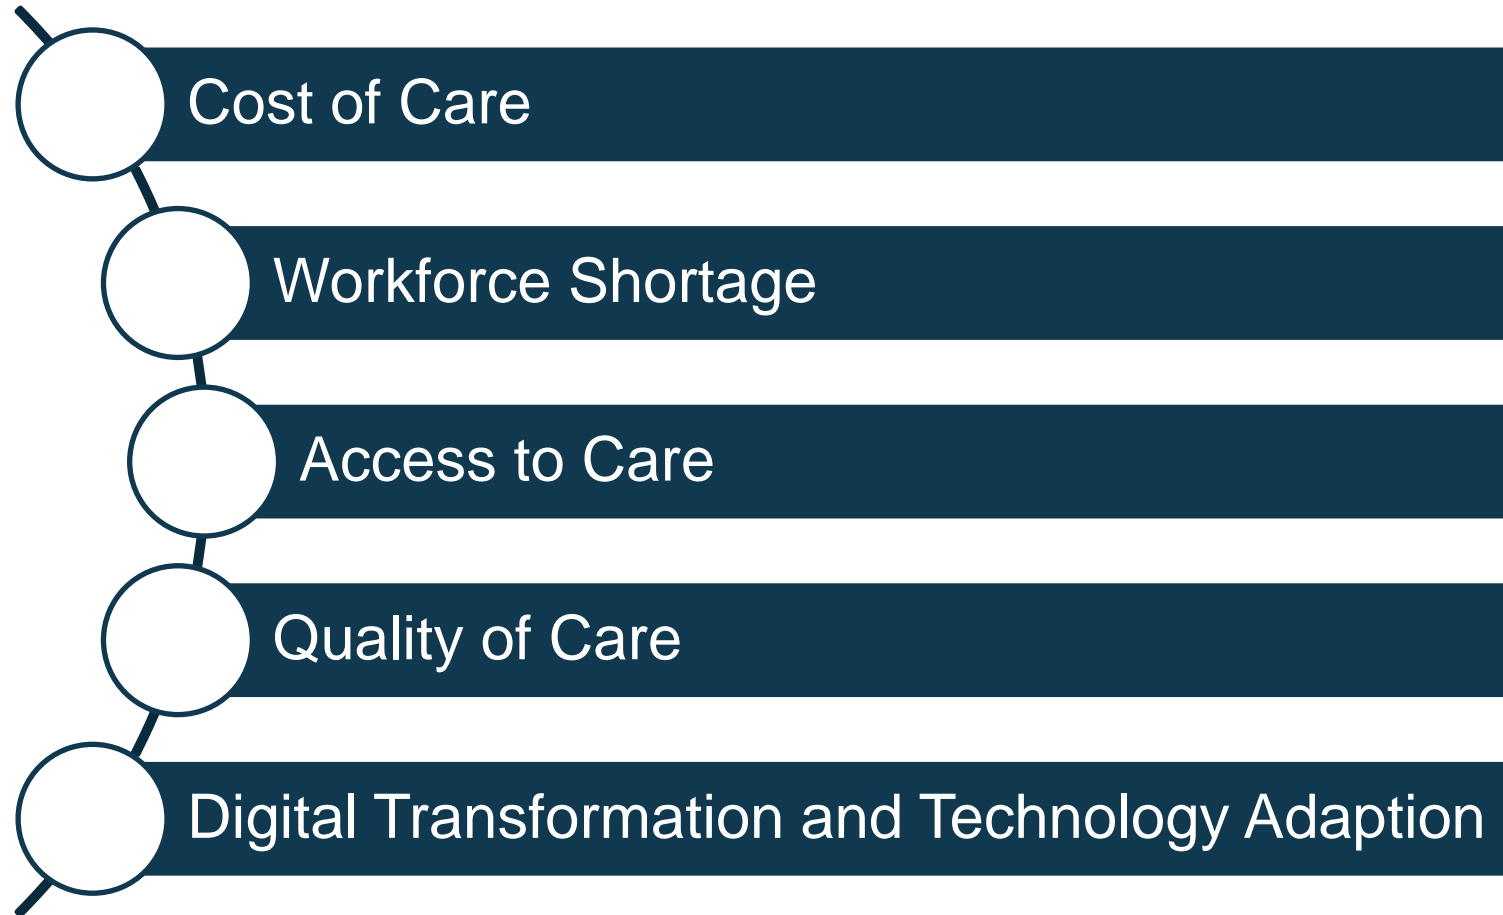 Cost of Care
Workforce Shortage
Access to Care
Quality of Care
Digital Transformation and Technology Adaption